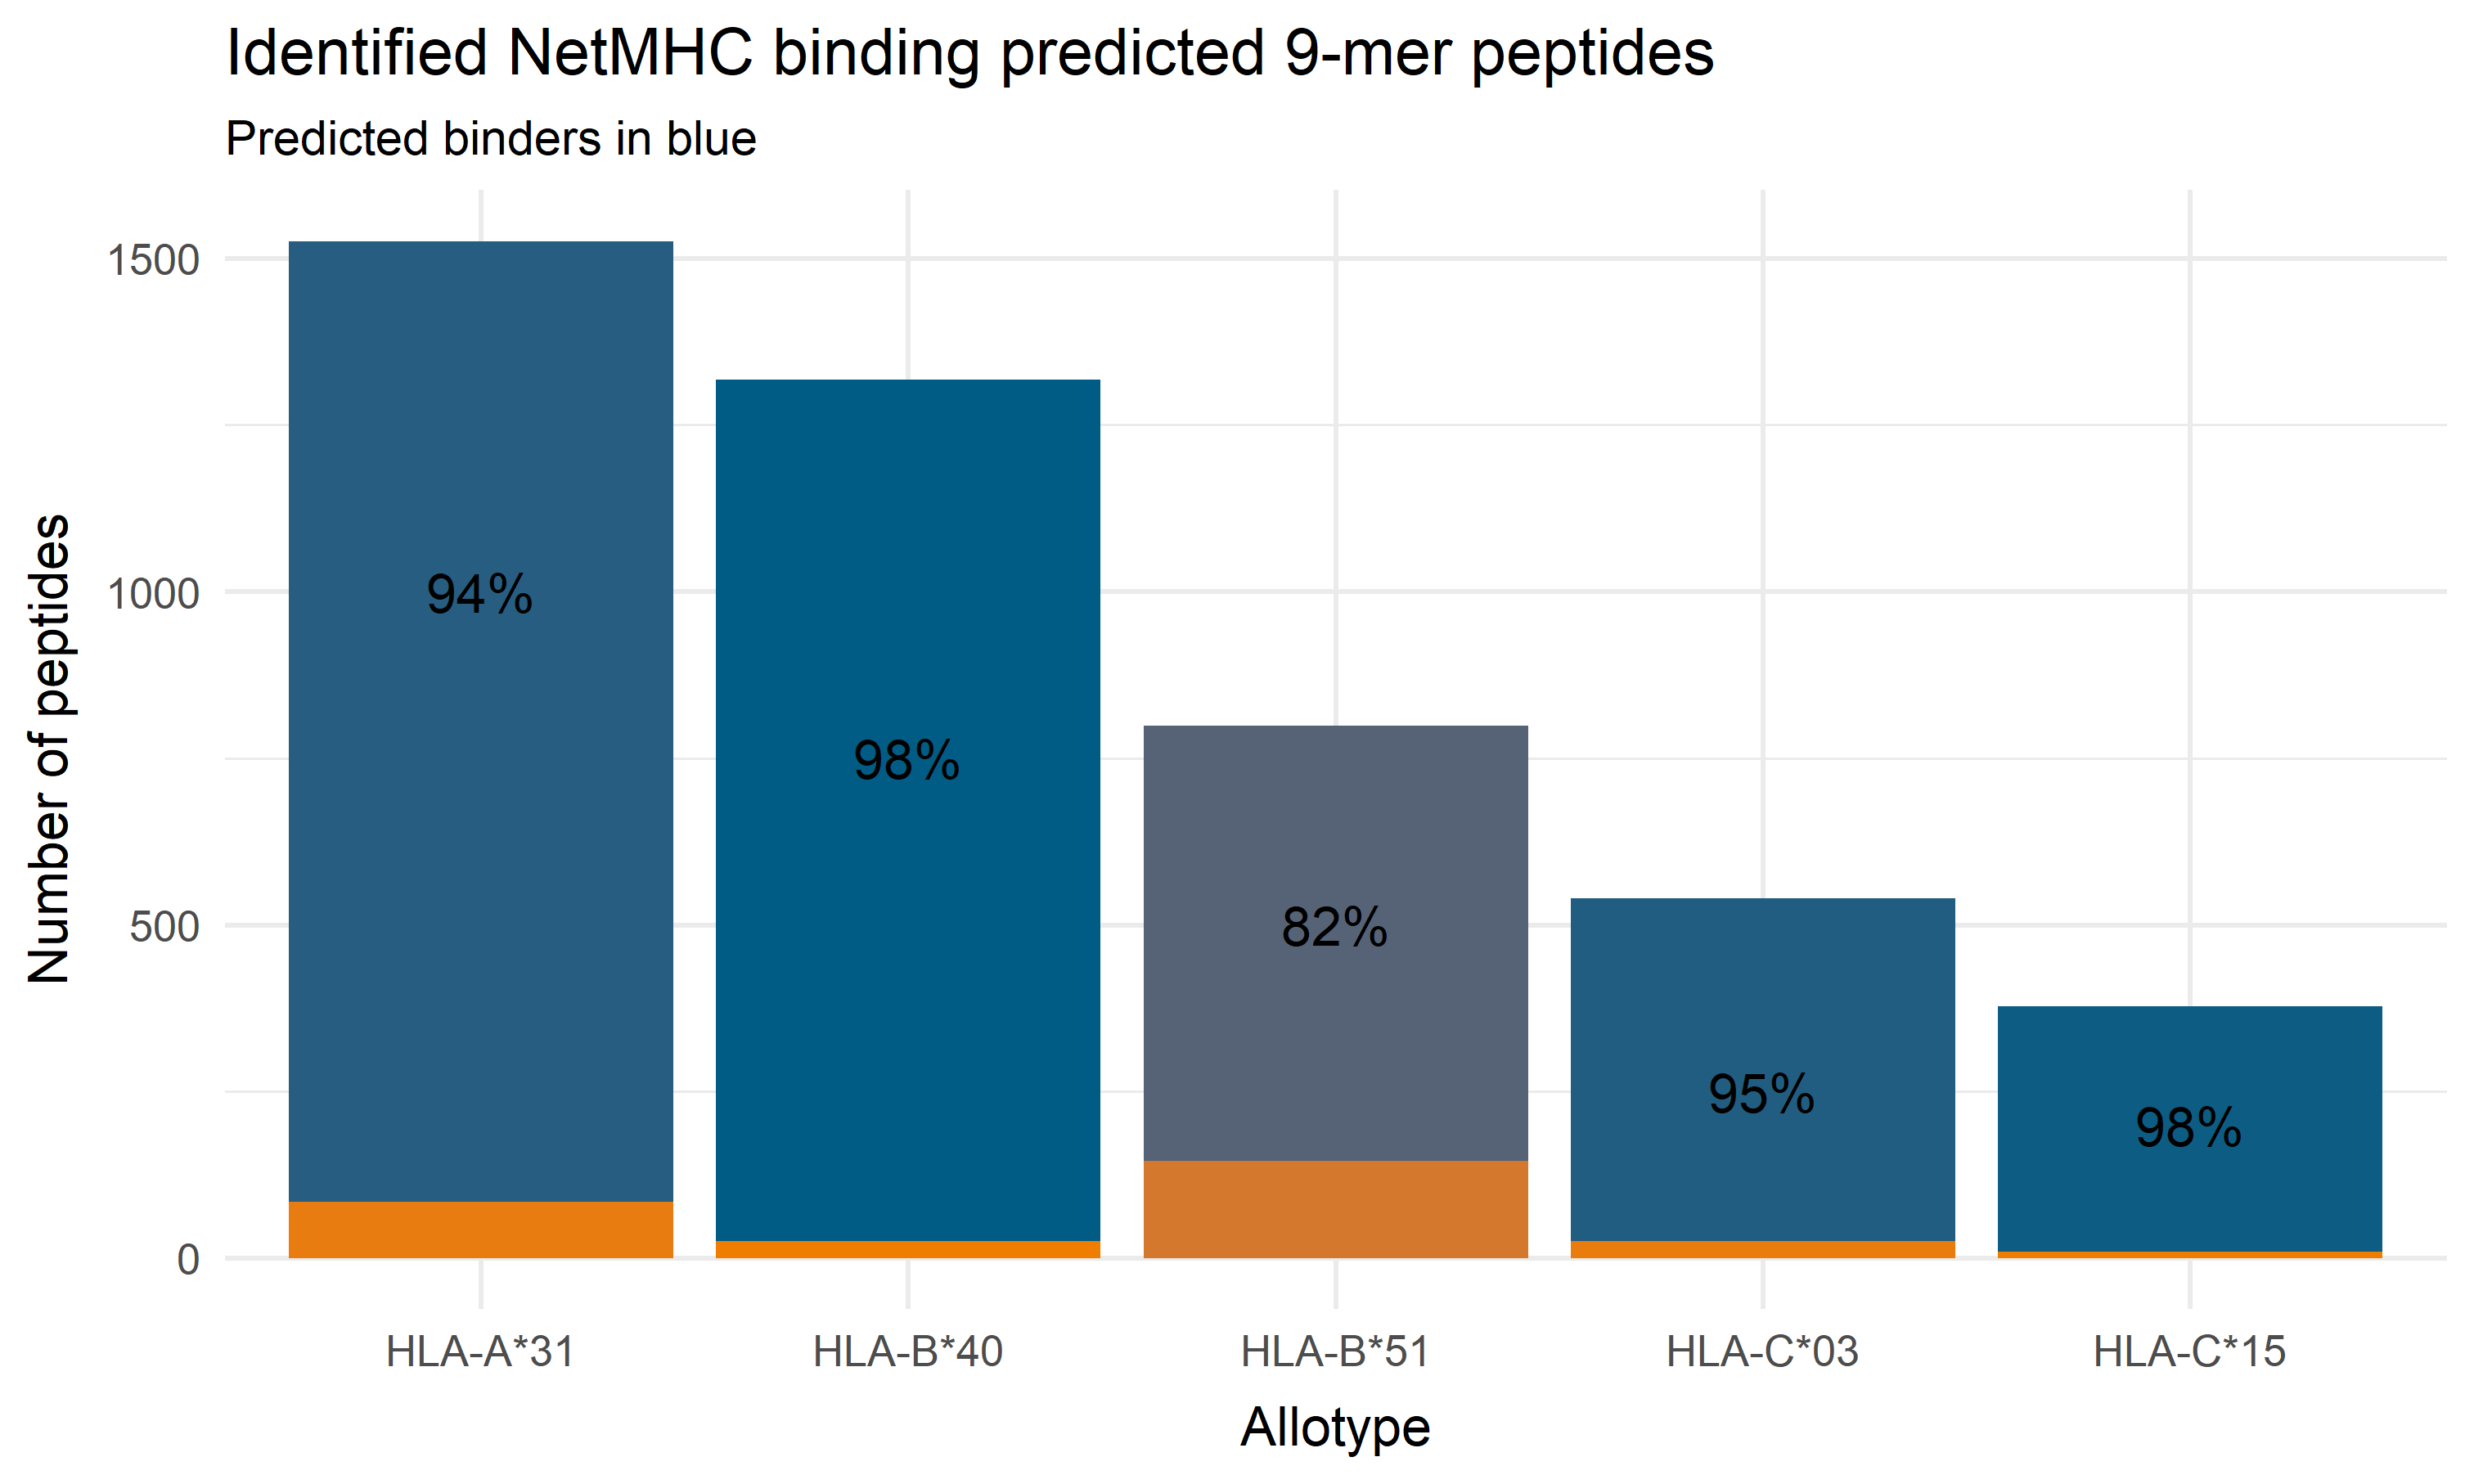 Identified NetMHC binding predicted 9-mer peptides
Predicted binders in blue
Number of peptides
1500
1000
500
0
94%
98%
82%
95%
98%
HLA-A*31
HLA-B*40
HLA-B*51
HLA-C*03
HLA-C*15
Allotype